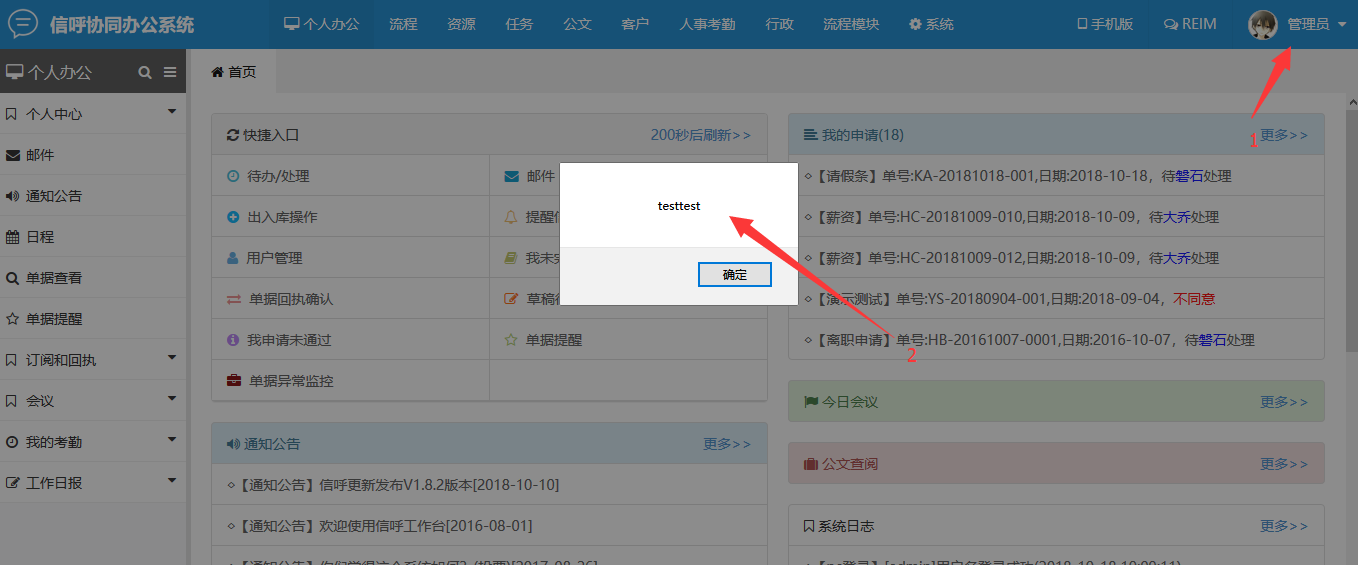 信呼协同办公系统 个人办公 流程 资源 任务 公文 客户 人事考勤 行政 流程模块 系统 手机版 REIM 管理员
个人办公
首页
个人中心
邮件
通知公告
日程
单据查看
单据提醒
订阅和回执
会议
我的考勤
工作日报
快捷入口 200秒后刷新>>
待办/处理 邮件
出入库操作 提醒
用户管理 我未
单据回执确认 草稿
我申请未通过 单据提醒
单据异常监控
通知公告 更多>>
◇【通知公告】信呼更新发布V1.8.2版本[2018-10-10]
◇【通知公告】欢迎使用信呼工作台[2016-08-01]
testtest
确定
1
2
我的申请(18) 更多>>
◇【请假条】单号:KA-20181018-001,日期:2018-10-18，待磐石处理
◇【薪资】单号:HC-20181009-010,日期:2018-10-09，待大乔处理
◇【薪资】单号:HC-20181009-012,日期:2018-10-09，待大乔处理
◇【演示测试】单号:YS-20180904-001,日期:2018-09-04，不同意
◇【离职申请】单号:HB-20161007-0001,日期:2016-10-07，待磐石处理
今日会议 更多>>
公文查阅 更多>>
系统日志 更多>>